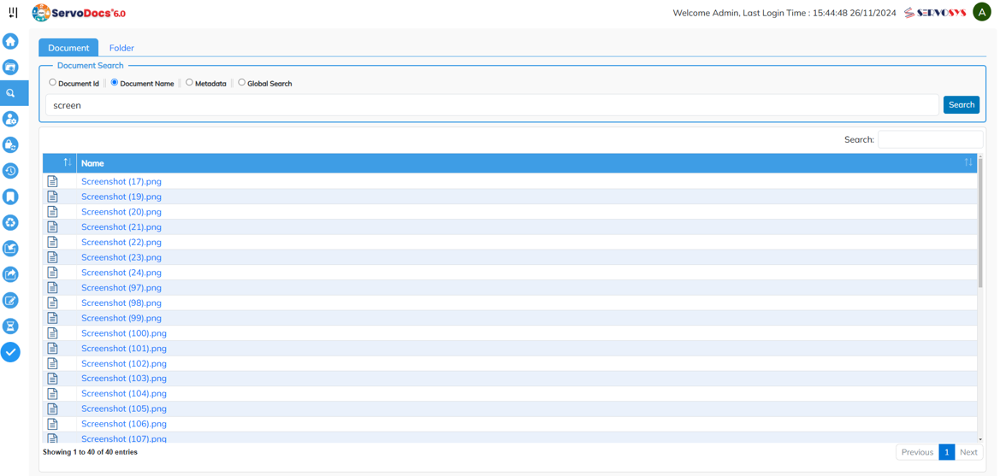 ServoDocs® 6.0
Welcome Admin, Last Login Time : 15:44:48 26/11/2024
SERVOSYS
A
Document
Folder
Document Search
Document Id
Document Name
Metadata
Global Search
screen
Search
Search:
Name
Screenshot (17).png
Screenshot (19).png
Screenshot (20).png
Screenshot (21).png
Screenshot (22).png
Screenshot (23).png
Screenshot (24).png
Screenshot (97).png
Screenshot (98).png
Screenshot (99).png
Screenshot (100).png
Screenshot (101).png
Screenshot (102).png
Screenshot (103).png
Screenshot (104).png
Screenshot (105).png
Screenshot (106).png
Screenshot (107).png
Showing 1 to 40 of 40 entries
Previous 1 Next